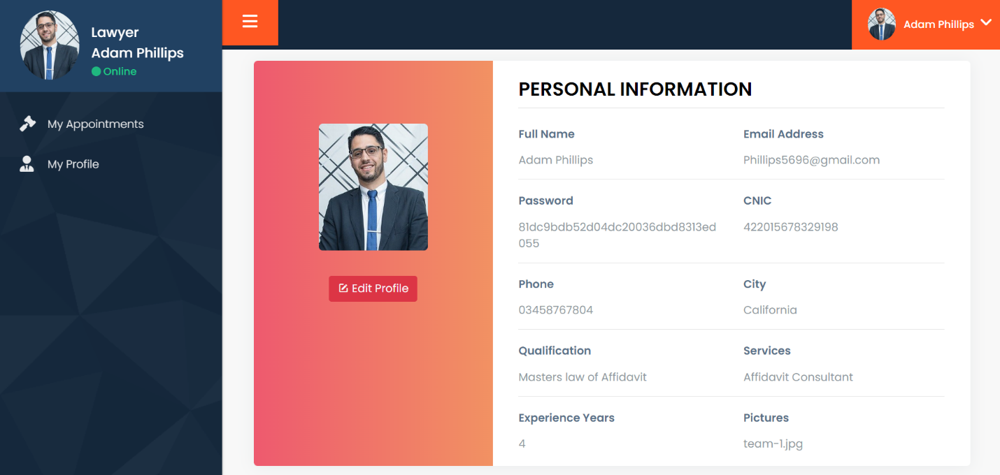 Lawyer
Adam Phillips
Online
My Appointments
My Profile
Adam Phillips
PERSONAL INFORMATION
Full Name
Email Address
Adam Phillips
Phillips5696@gmail.com
Password
CNIC
81dc9bdb52d04dc20036dbd8313ed
055
422015678329198
Edit Profile
Phone
City
03458767804
California
Qualification
Services
Masters law of Affidavit
Affidavit Consultant
Experience Years
Pictures
4
team-1.jpg